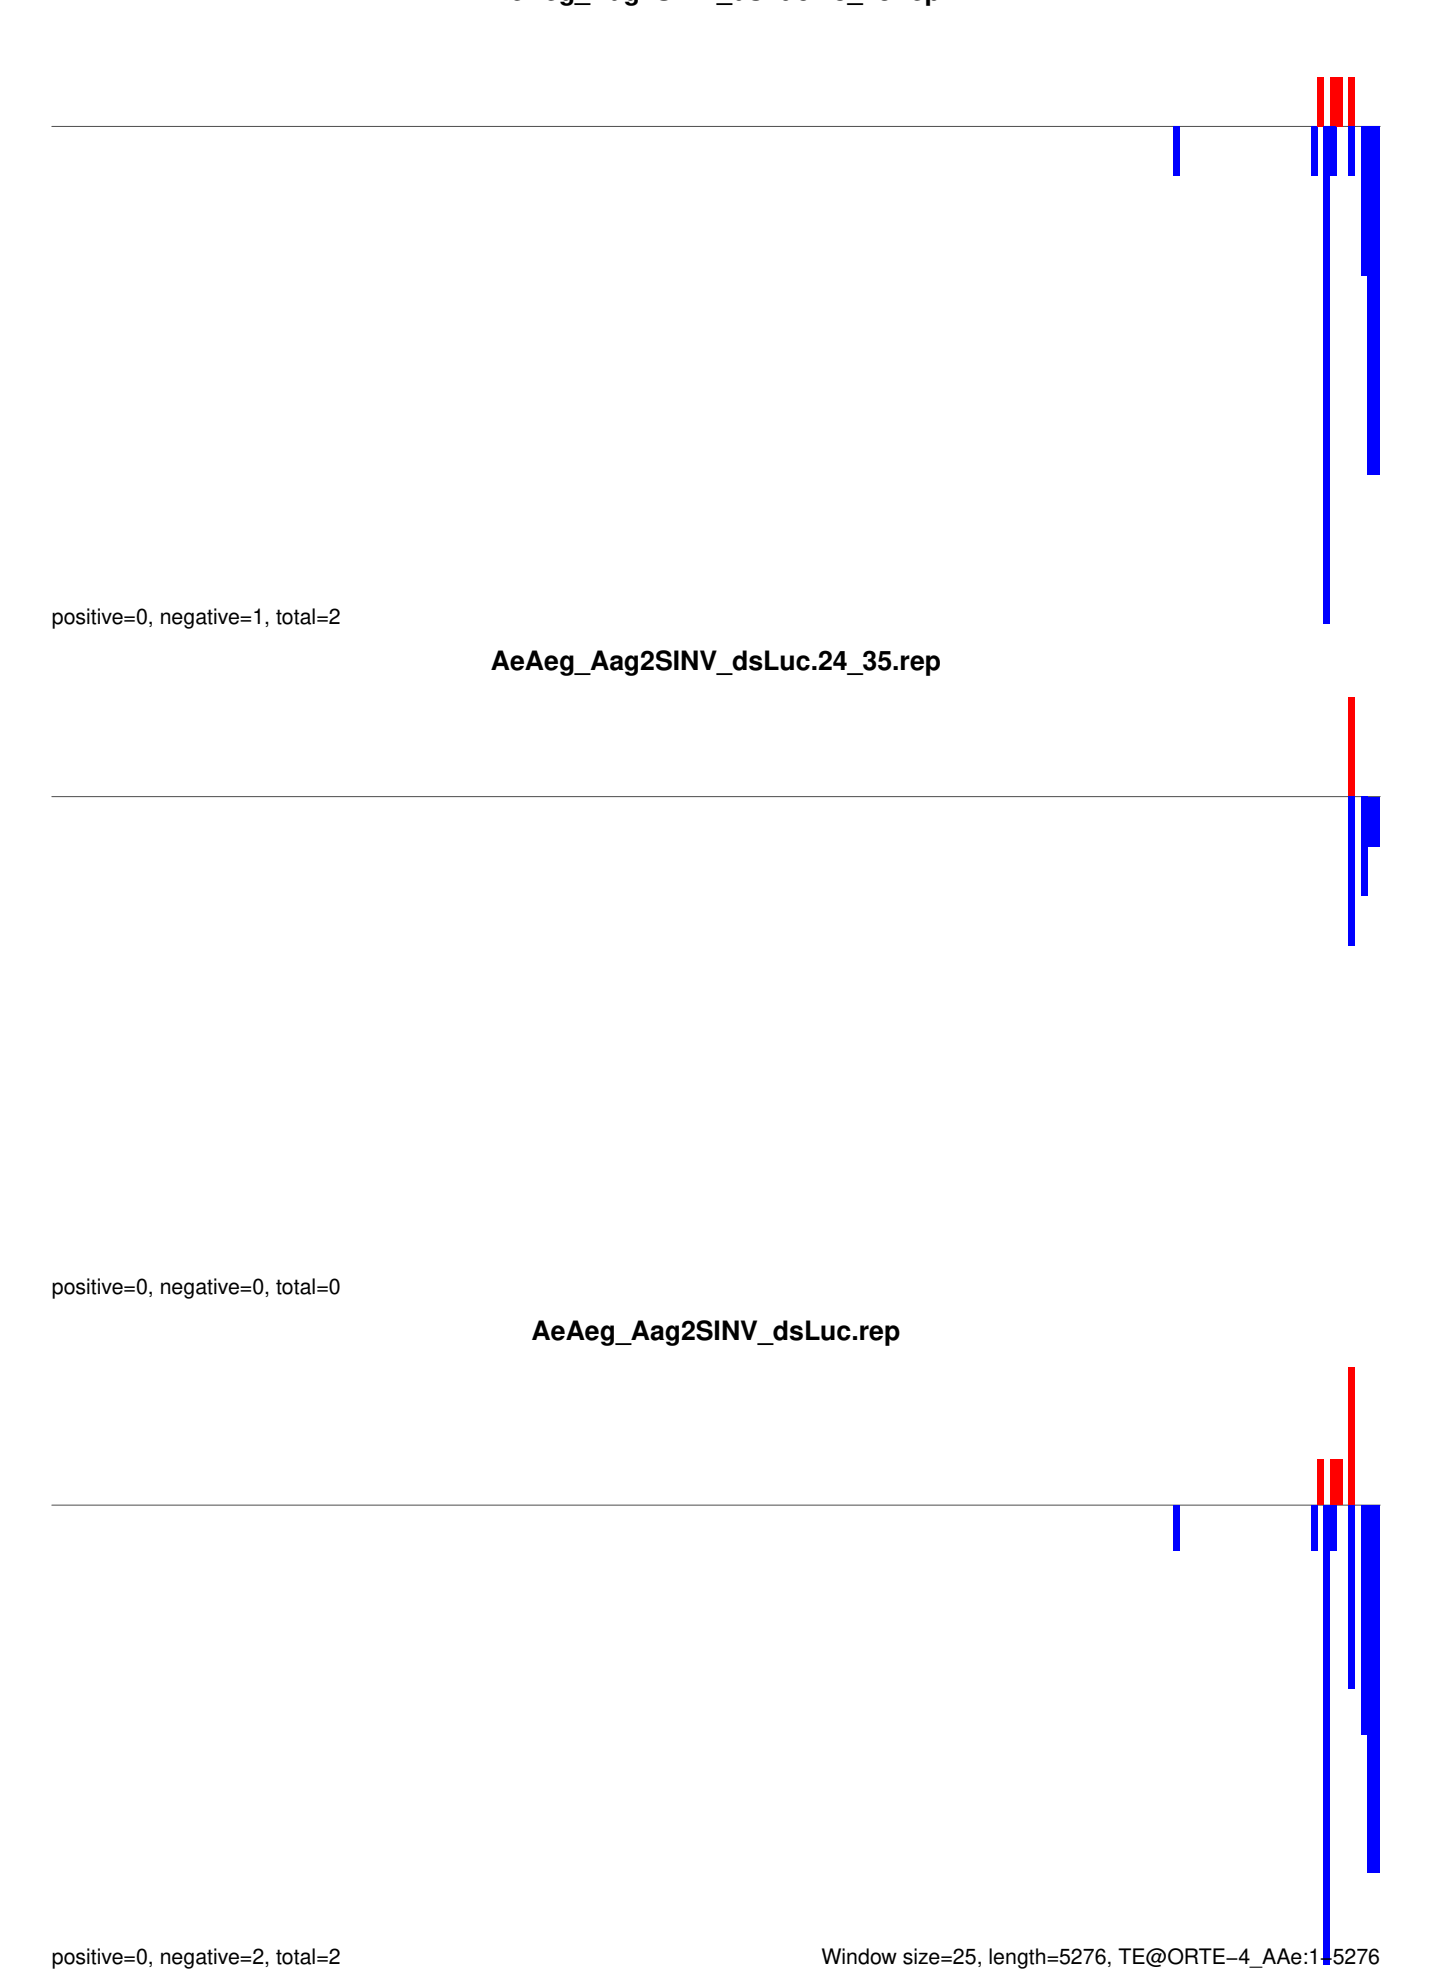 positive=0, negative=1, total=2
AeAeg_Aag2SINV_dsLuc.24_35.rep
positive=0, negative=0, total=0
AeAeg_Aag2SINV_dsLuc.rep
positive=0, negative=2, total=2
Window size=25, length=5276, TE@ORTE−4_AAe:1−5276